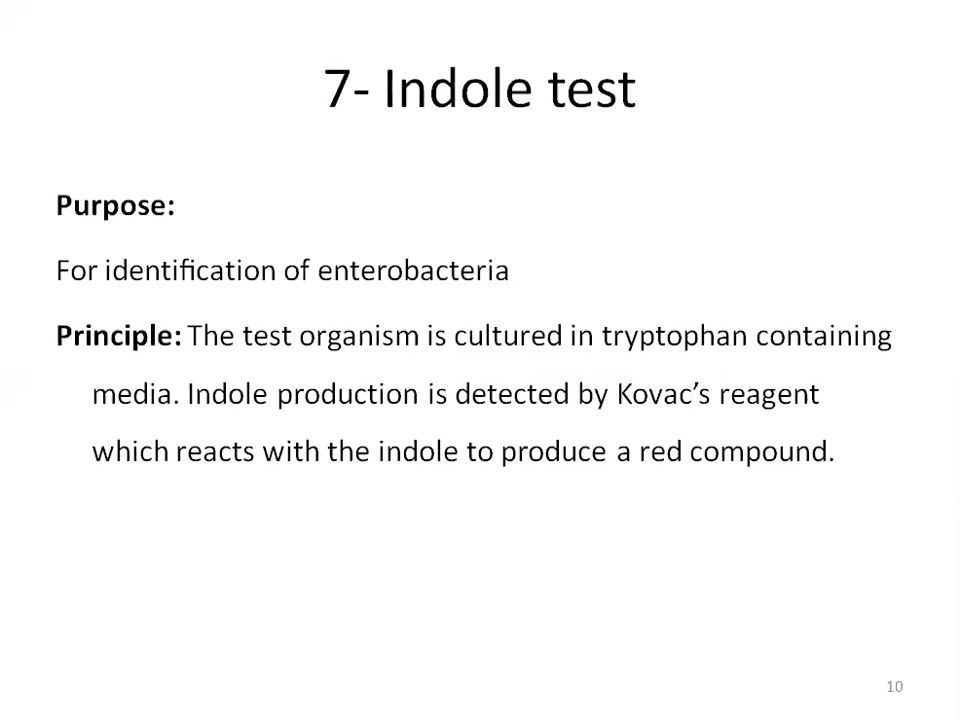 7- Indole test
Purpose:
For identification of enterobacteria
Principle: The test organism is cultured in tryptophan containing
media. Indole production is detected by Kovac’s reagent
which reacts with the indole to produce a red compound.
10